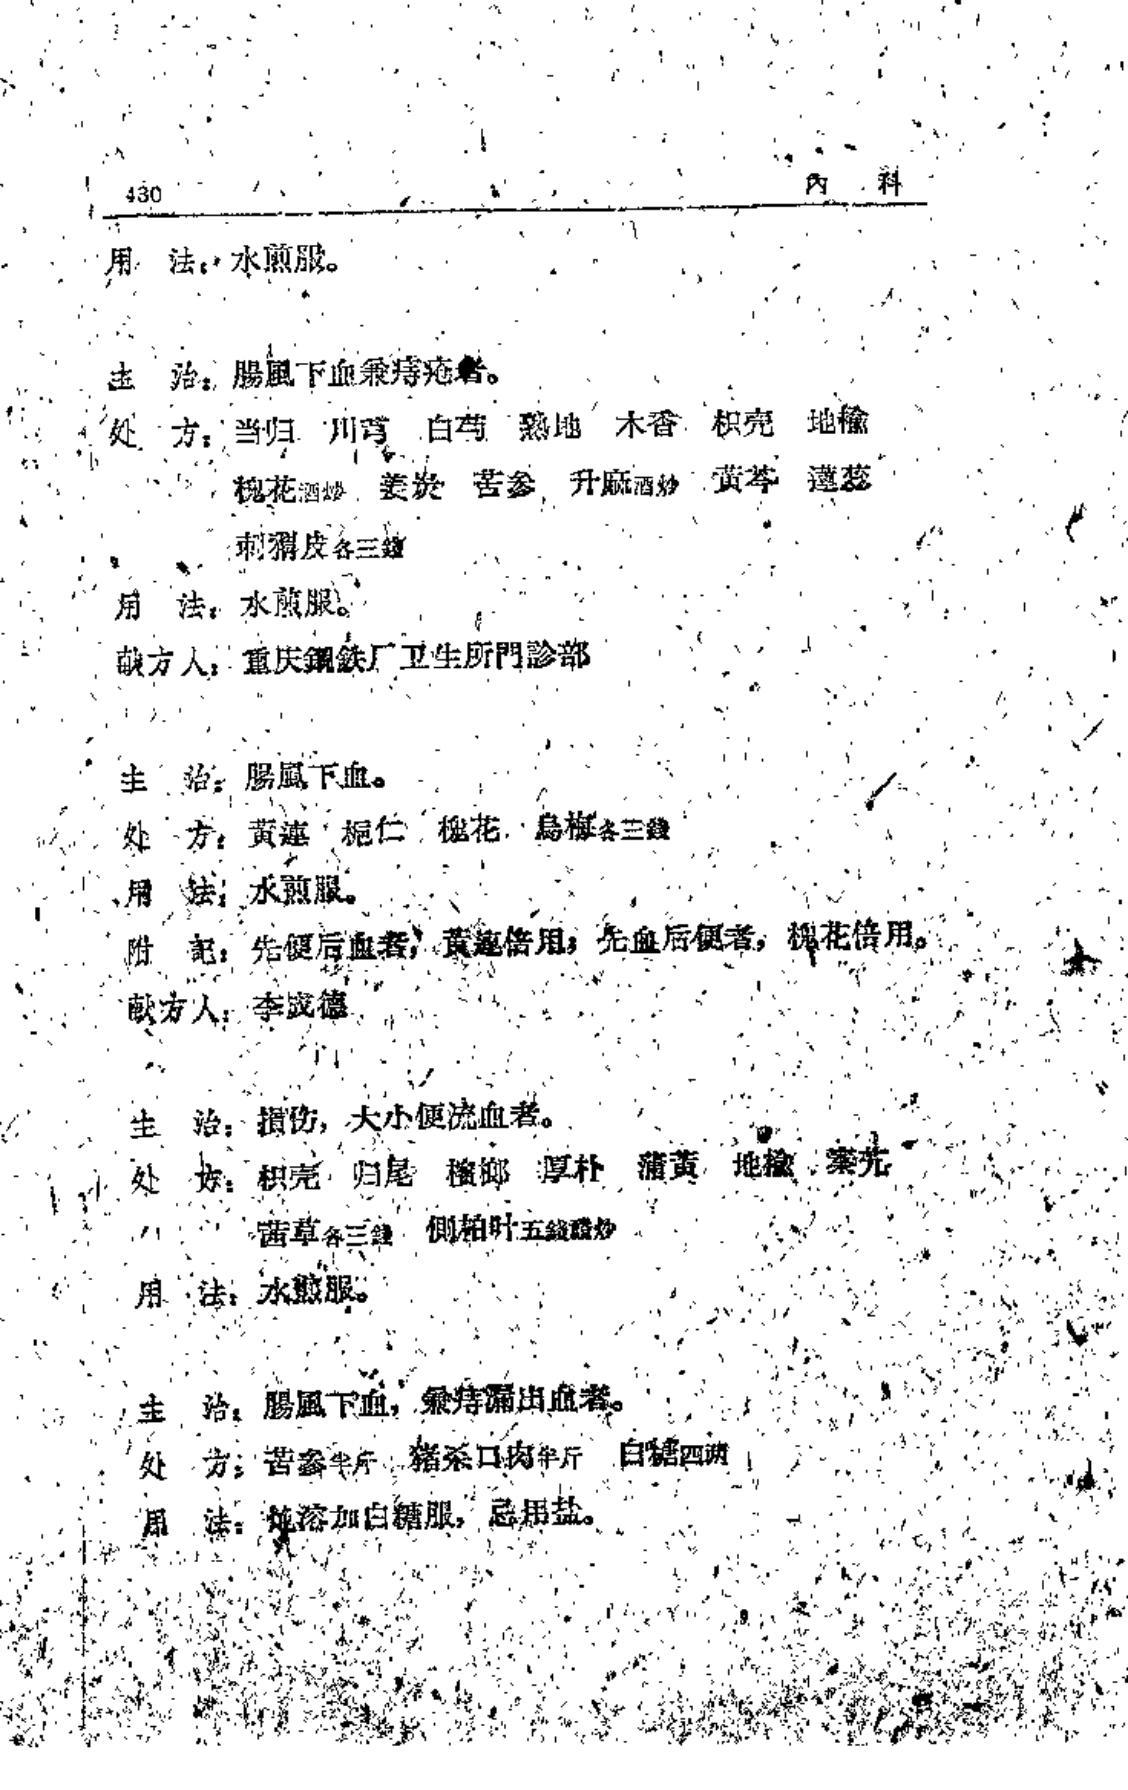 430 內 科
用 法：水煎服。
主 治：腸風下血兼痔疮者。
处 方：当归 川芎 白芍 熟地 木香 枳壳 地榆
槐花酒炒 姜炭 苦参 升麻酒炒 黄芩 蓮蕊
刺猬皮各三錢
用 法：水煎服。
献方人：重庆鋼鉄厂卫生所門診部
主 治：腸風下血。
处 方：黄連 梔仁 槐花 烏梅各三錢
用 法：水煎服。
附 記：先便后血者，黄連倍用；先血后便者，槐花倍用。
献方人：李成德
主 治：損伤，大小便流血者。
处 方：枳壳 归尾 檳郎 厚朴 蒲黄 地榆 秦艽
茜草各三錢 側柏叶五錢醋炒
用 法：水煎服。
主 治：腸風下血，兼痔漏出血者。
处 方：苦参半斤 猪杀口肉半斤 白糖四两
用 法：炖溶加白糖服，忌用盐。